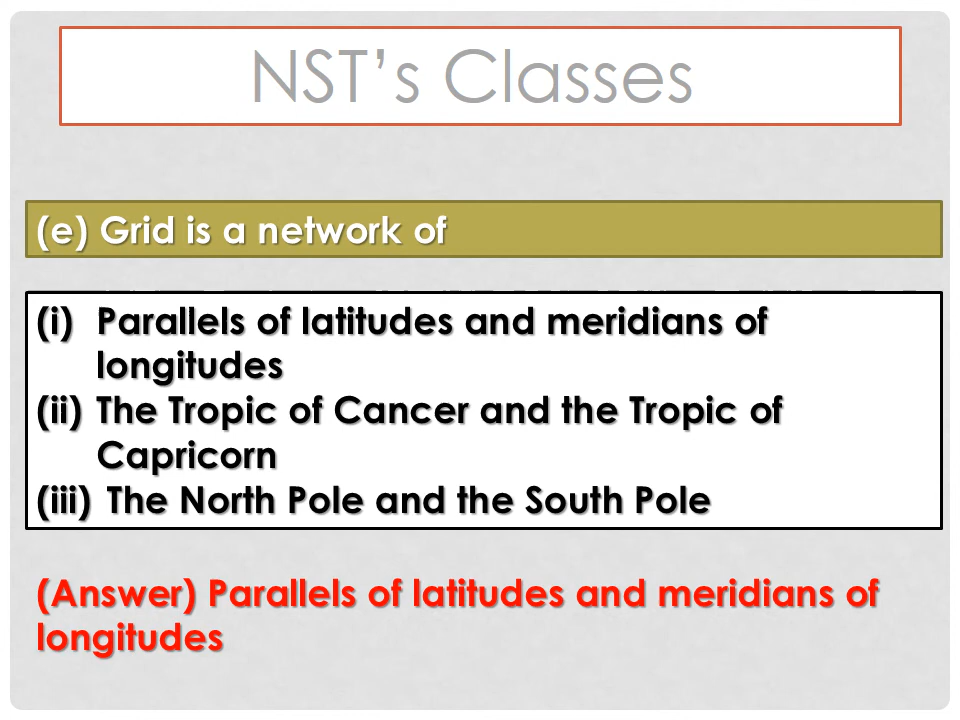 NST's Classes
(e) Grid is a network of
(i) Parallels of latitudes and meridians of
longitudes
(ii) The Tropic of Cancer and the Tropic of
Capricorn
(iii) The North Pole and the South Pole
(Answer) Parallels of latitudes and meridians of
longitudes